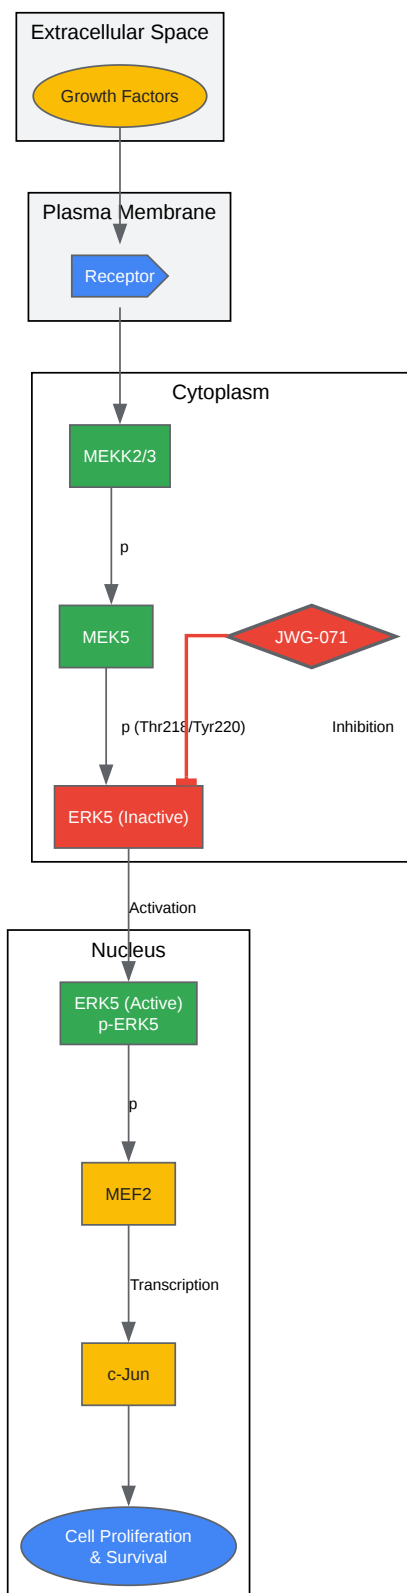 Extracellular Space
Growth Factors
Plasma Membrane
Receptor
Cytoplasm
MEKK2/3
p
MEK5
JWG-071
p (Thr218/Tyr220)
Inhibition
ERK5 (Inactive)
Activation
Nucleus
ERK5 (Active)
p-ERK5
p
MEF2
Transcription
c-Jun
Cell Proliferation
& Survival